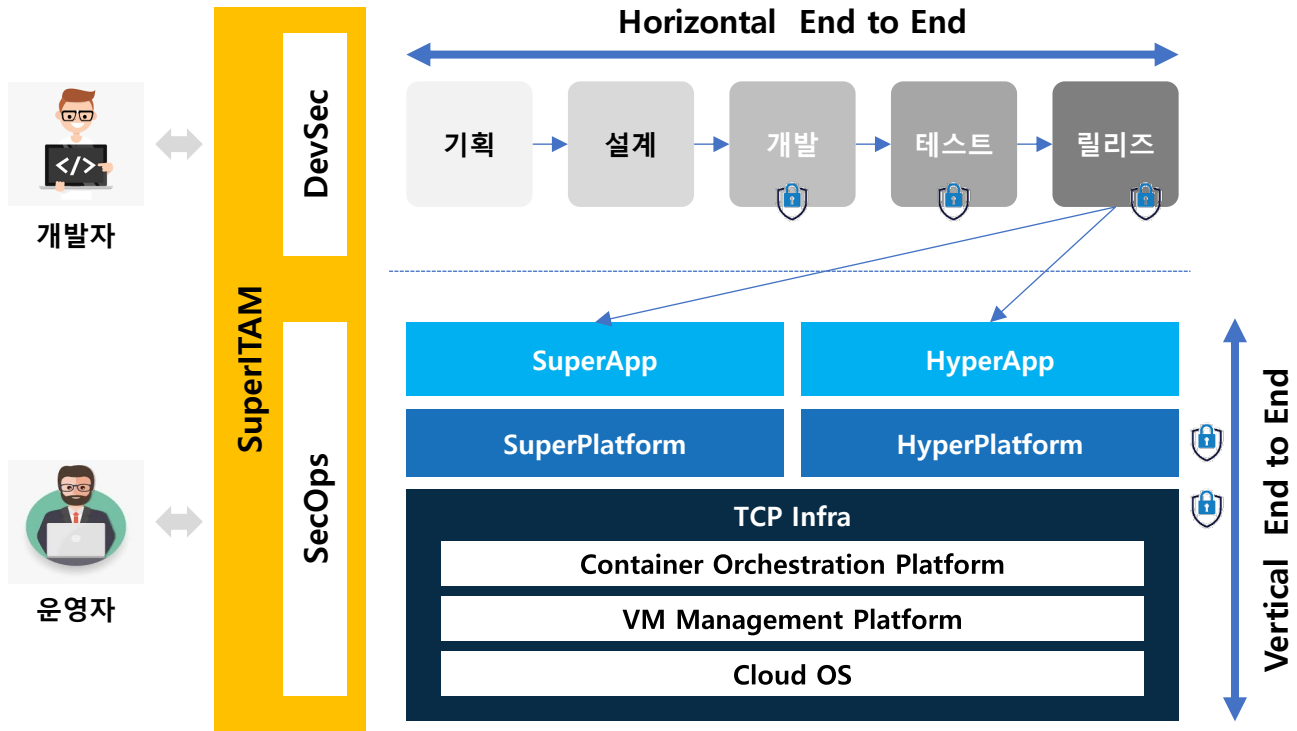 Horizontal End to End
개발자
</>
SuperITAM
DevSec
기획
설계
개발
테스트
릴리즈
운영자
SecOps
SuperApp
HyperApp
SuperPlatform
HyperPlatform
TCP Infra
Container Orchestration Platform
VM Management Platform
Cloud OS
Vertical End to End